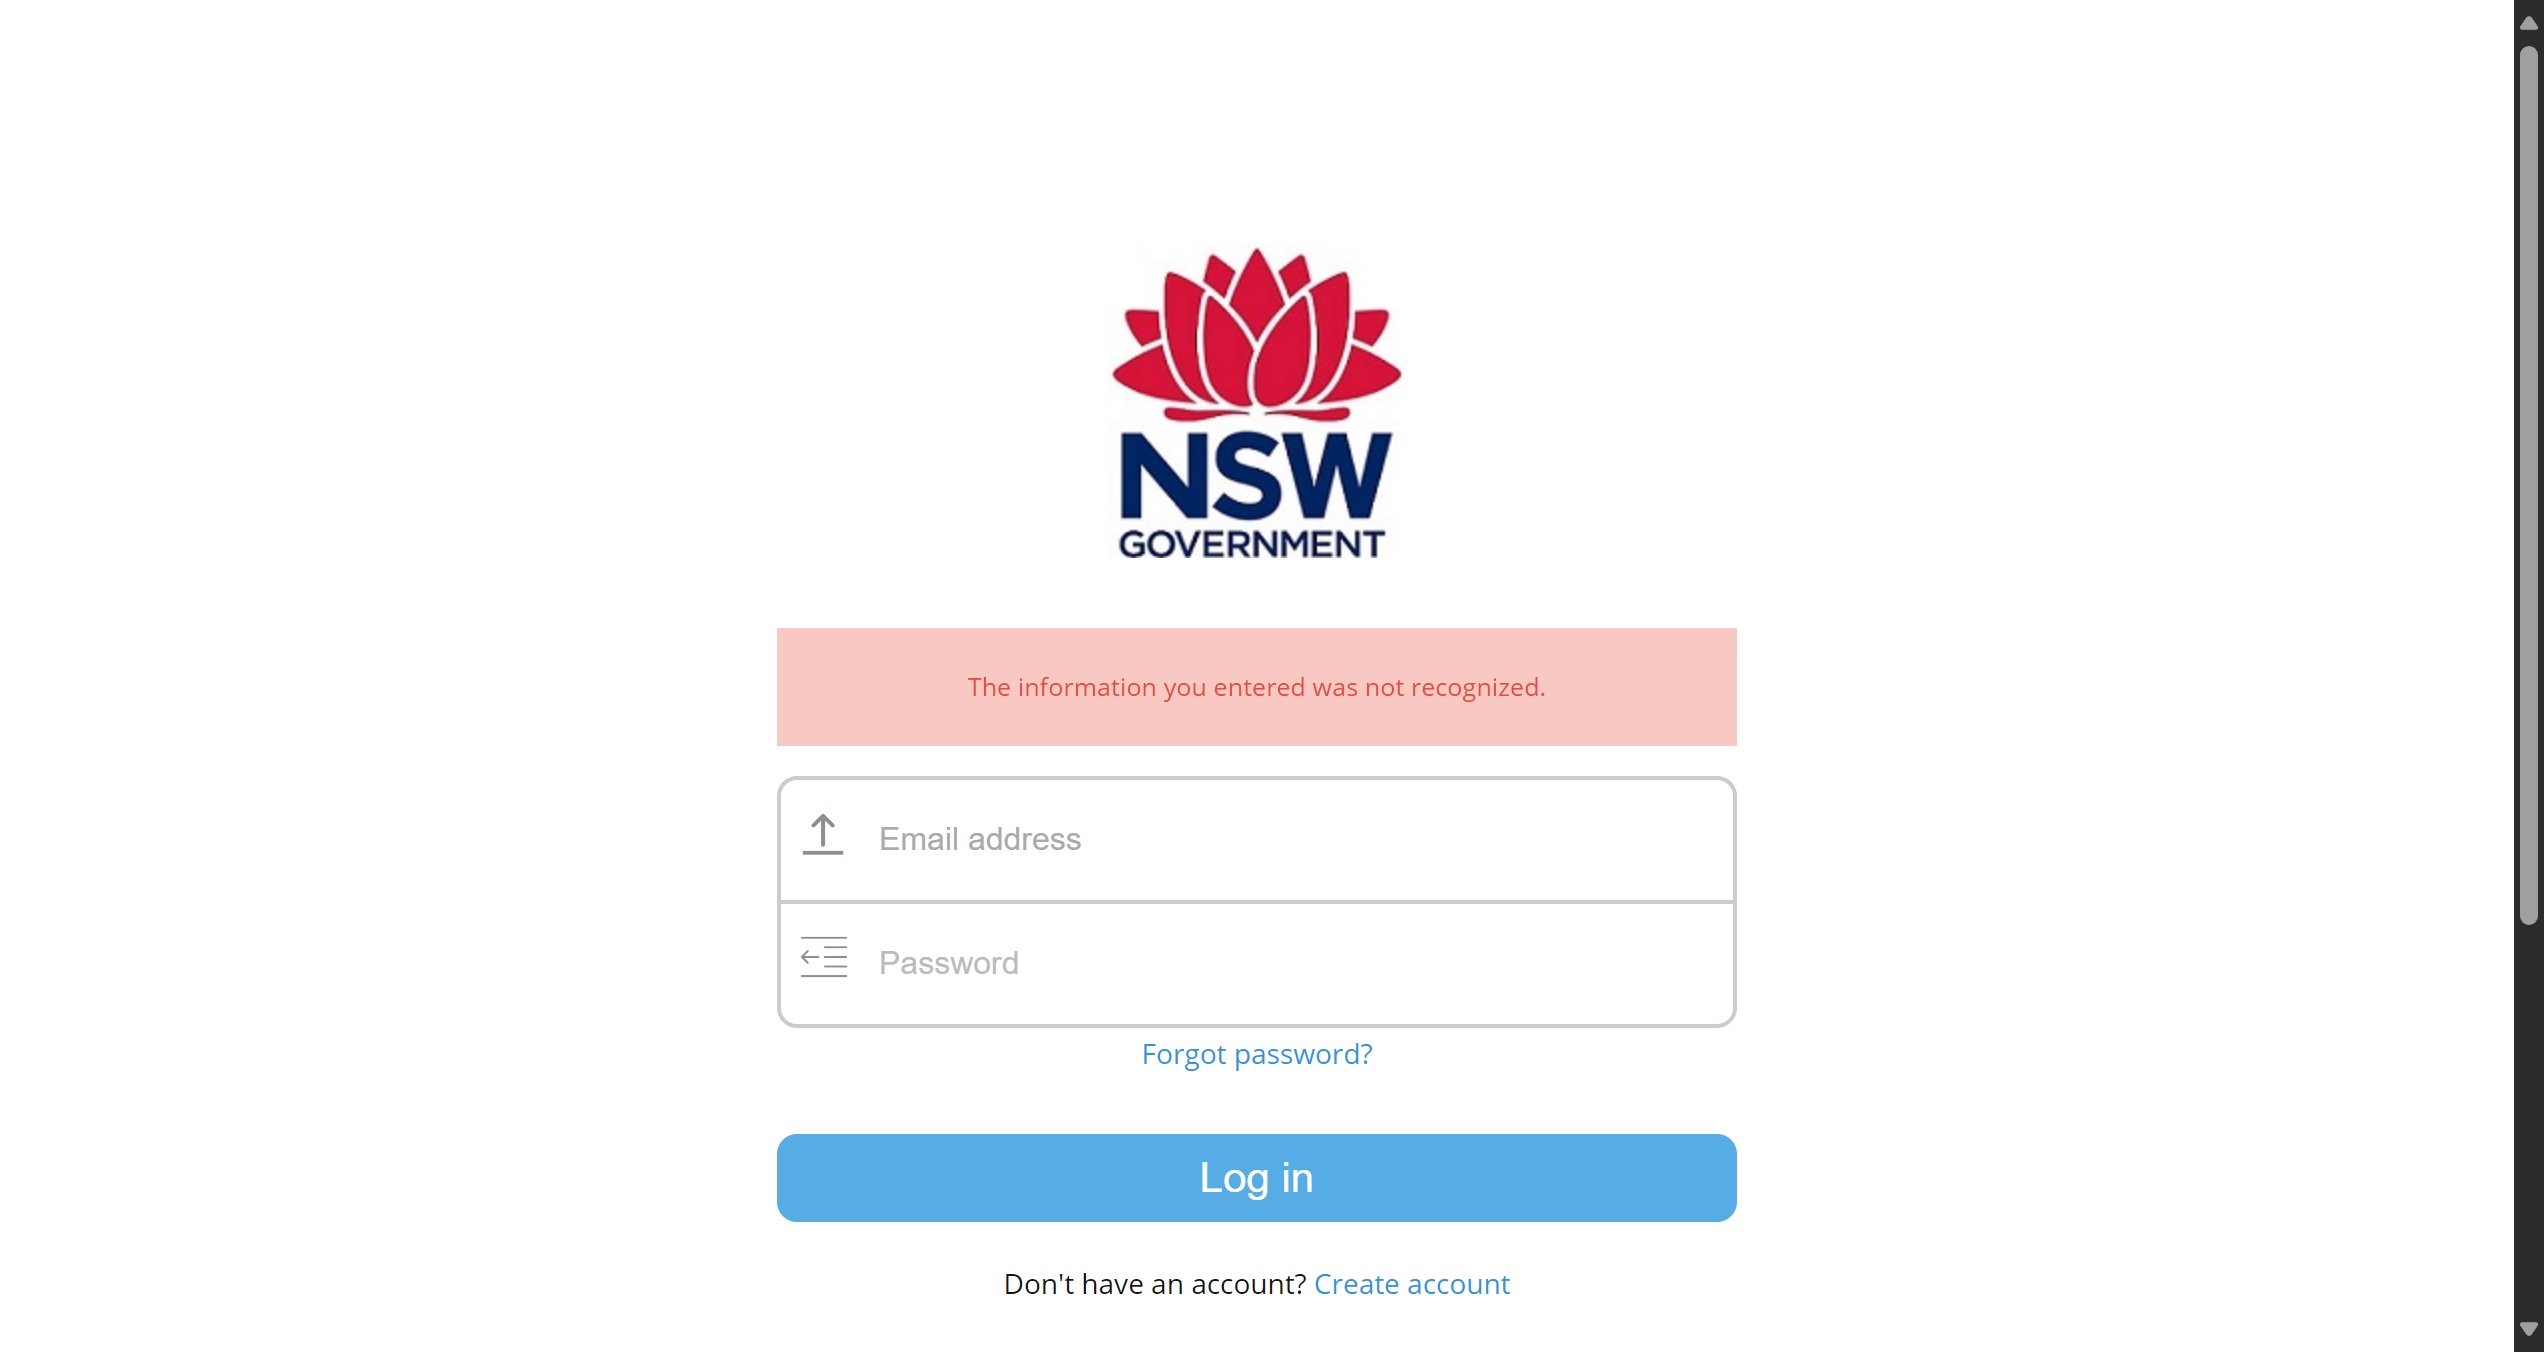 NSW
GOVERNMENT
The information you entered was not recognized.
Email address
Password
Forgot password?
Log in
Don't have an account? Create account